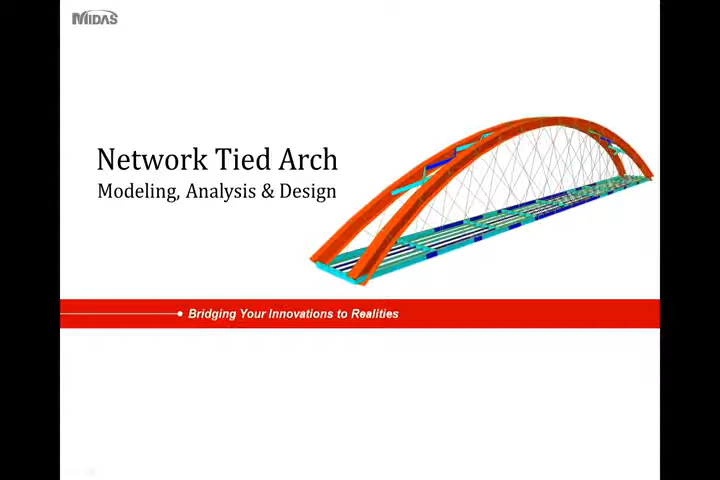 MIDAS
Network Tied Arch
Modeling, Analysis & Design
Bridging Your Innovations to Realities